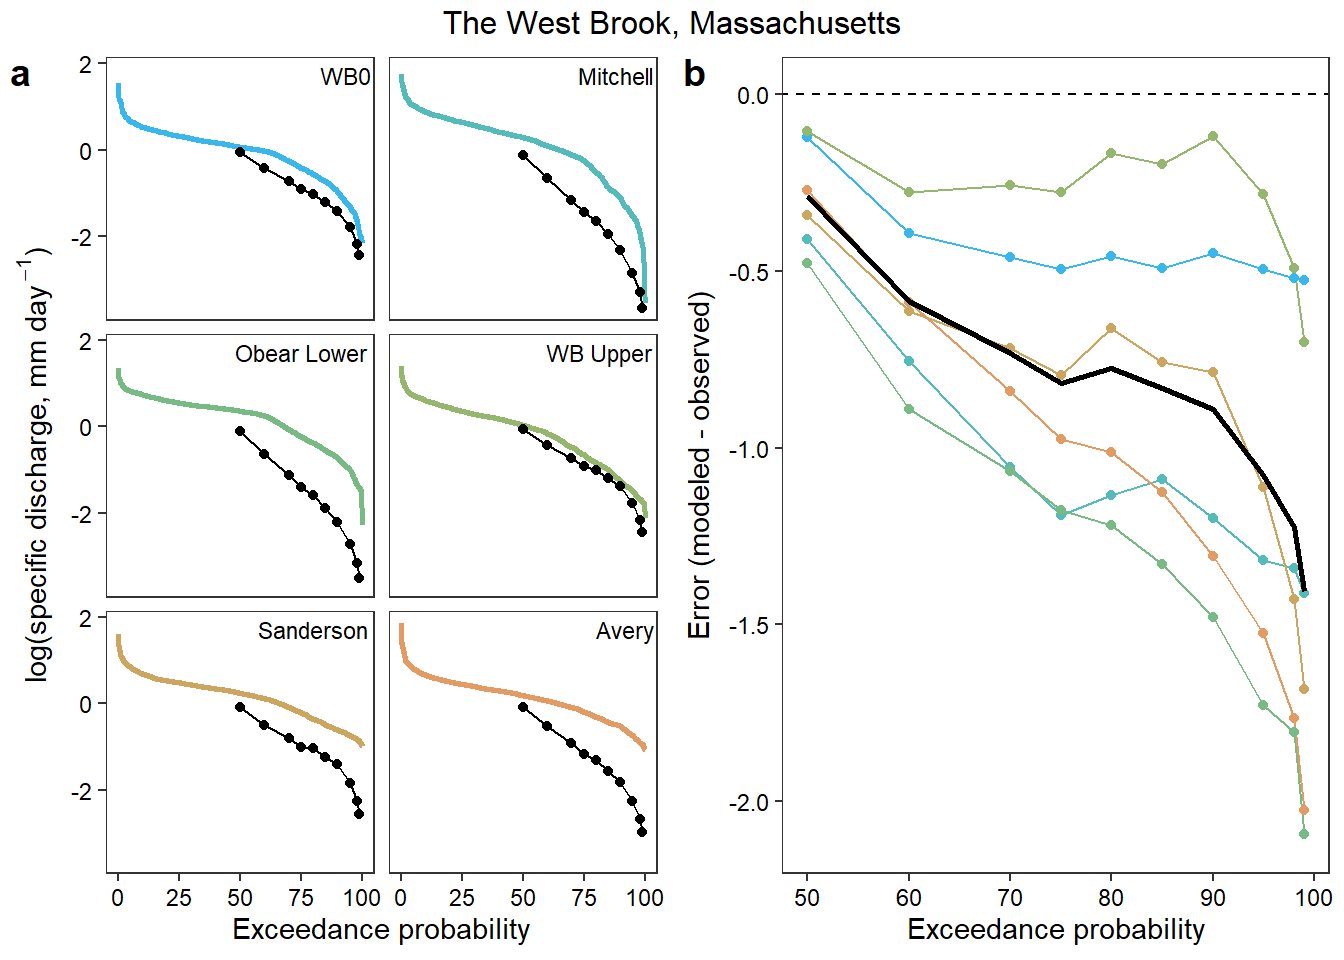 The West Brook, Massachusetts
a
log(specific discharge, mm day⁻¹)
2
0
-2
WB0
Mitchell
2
0
-2
Obear Lower
WB Upper
2
0
-2
Sanderson
Avery
0 25 50 75 100
0 25 50 75 100
Exceedance probability
b
Error (modeled - observed)
0.0
-0.5
-1.0
-1.5
-2.0
50 60 70 80 90 100
Exceedance probability